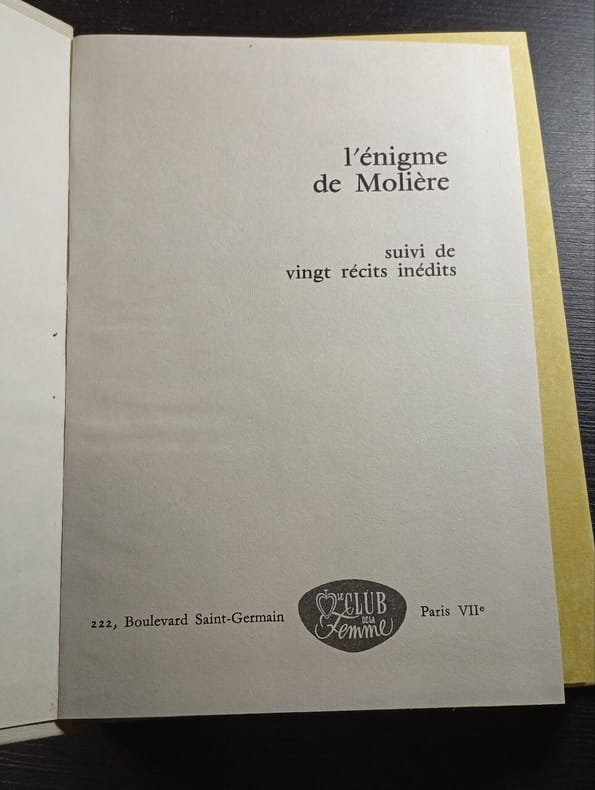 l'énigme
de Molière
suivi de
vingt récits inédits
222, Boulevard Saint-Germain
LE CLUB
DE LA
Femme
Paris VIIe